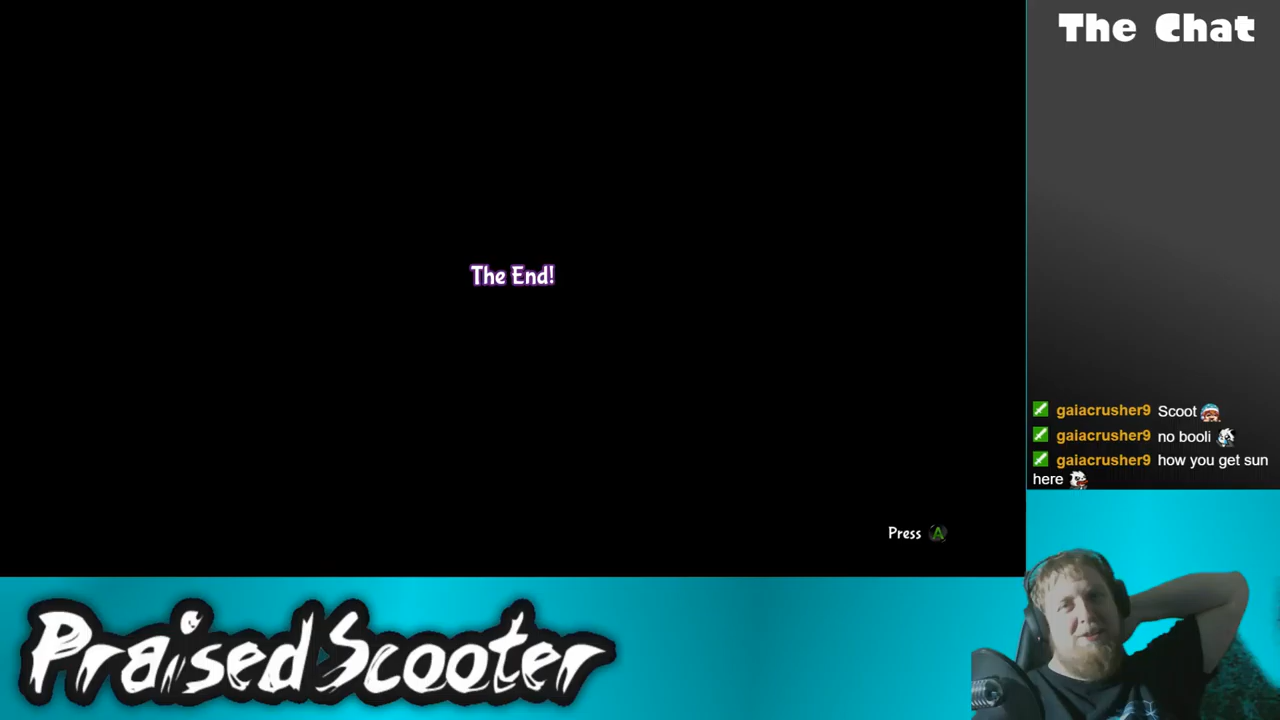 The Chat
The End!
gaiacrusher9 Scoot
gaiacrusher9 no booli
gaiacrusher9 how you get sun
here
Press A
PraisedScooter